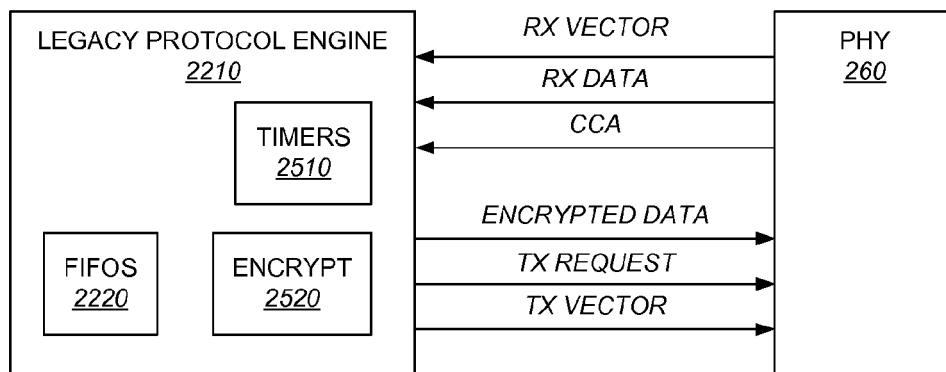 LEGACY PROTOCOL ENGINE
2210
TIMERS
2510
FIFOS
2220
ENCRYPT
2520
RX VECTOR
RX DATA
CCA
ENCRYPTED DATA
TX REQUEST
TX VECTOR
PHY
260